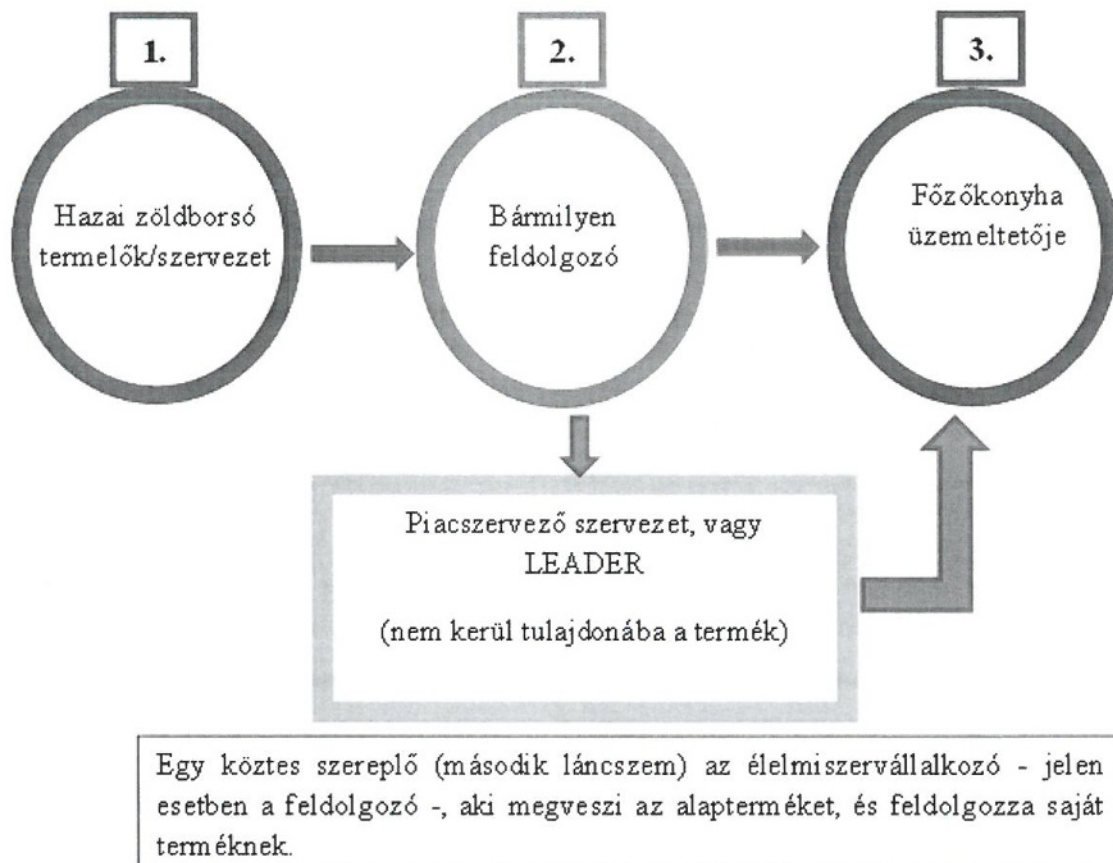 1.
2.
3.
Hazai zöldborsó
termelők/szervezet
Bármilyen
feldolgozó
Főzőkonyha
üzemeltetője
Piacszervező szervezet, vagy
LEADER
(nem kerül tulajdonába a termék)
Egy köztes szereplő (második láncszem) az élelmiszervállalkozó - jelen
esetben a feldolgozó -, aki megveszi az alapterméket, és feldolgozza saját
terméknek.